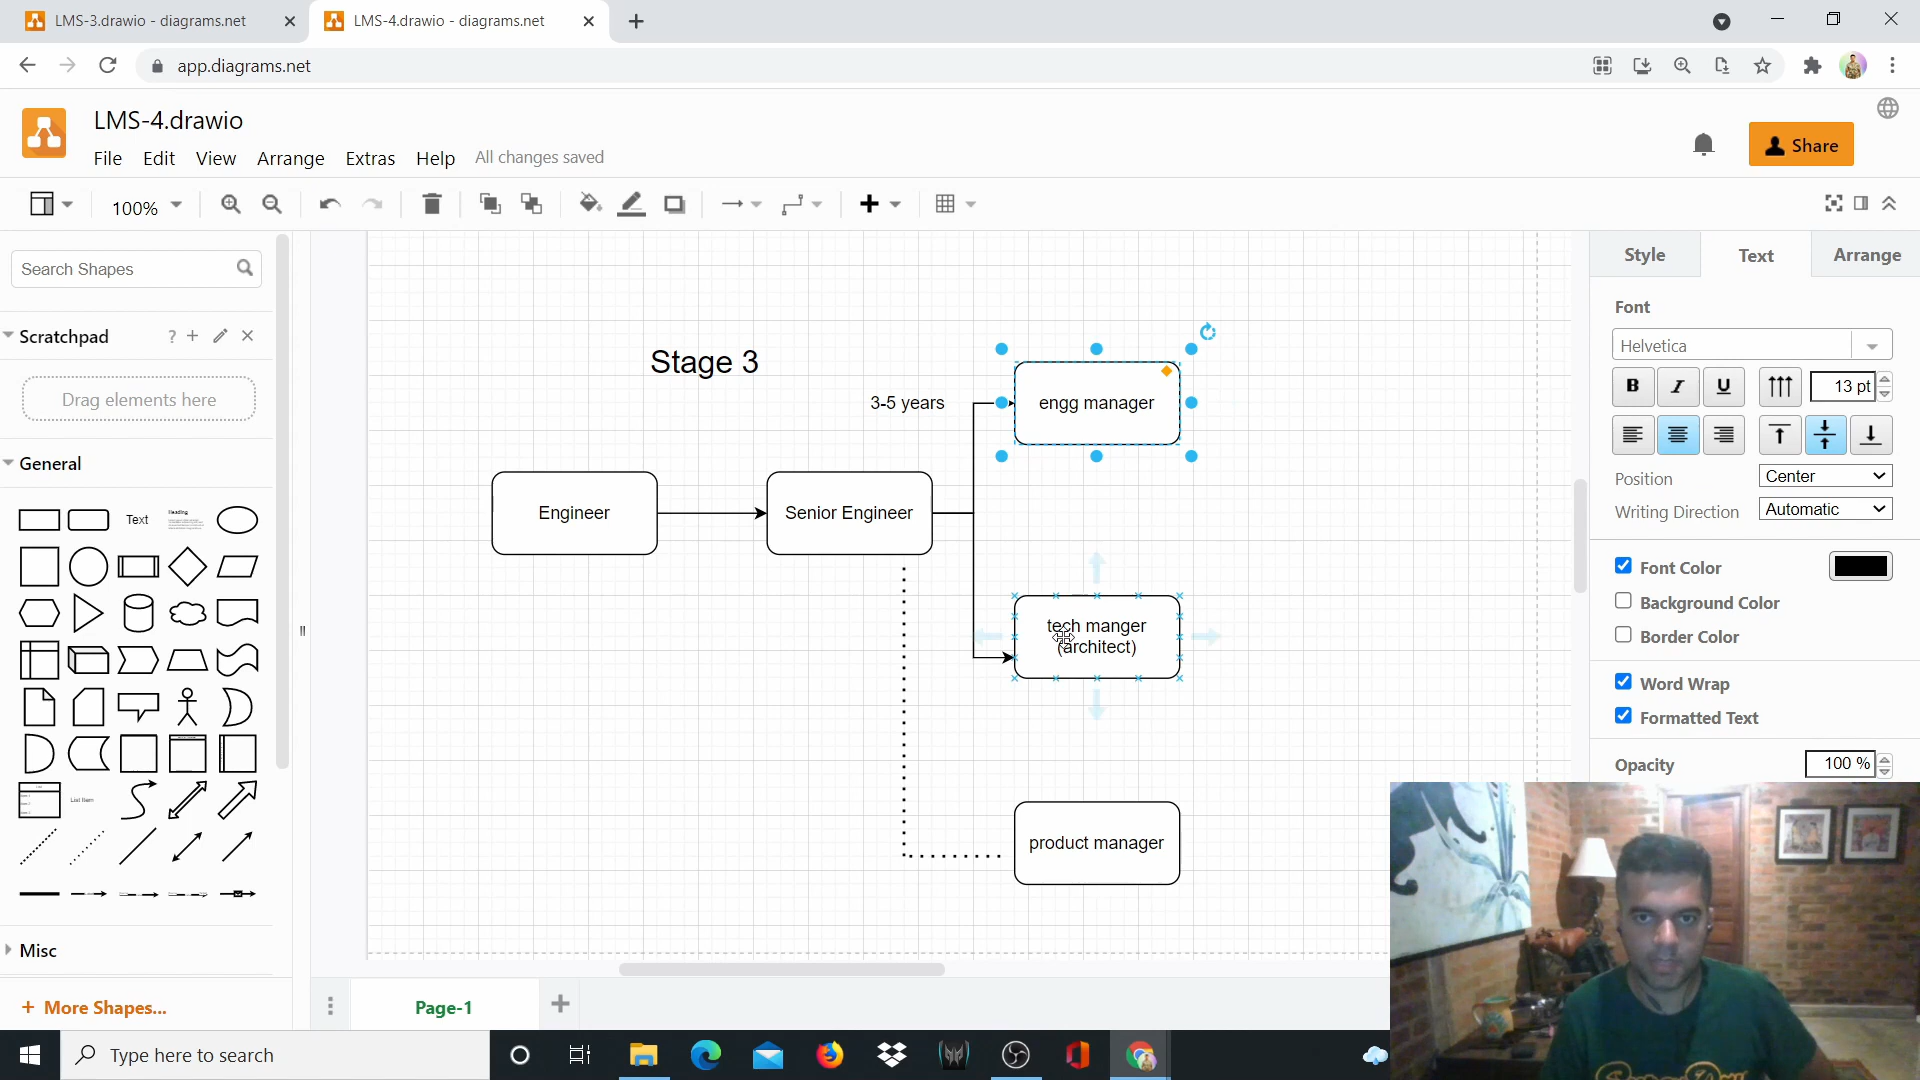 LMS-3.drawio - diagrams.net
LMS-4.drawio - diagrams.net
app.diagrams.net
LMS-4.drawio
File Edit View Arrange Extras Help All changes saved
Share
100%
Search Shapes
Scratchpad
?
Drag elements here
General
Text
Heading
List Item
Misc
+ More Shapes...
Stage 3
3-5 years
engg manager
Engineer
Senior Engineer
tech manger
(architect)
product manager
Page-1
Style Text Arrange
Font
Helvetica
B I U
13 pt
Position Center
Writing Direction Automatic
Font Color
Background Color
Border Color
Word Wrap
Formatted Text
Opacity 100 %
Type here to search